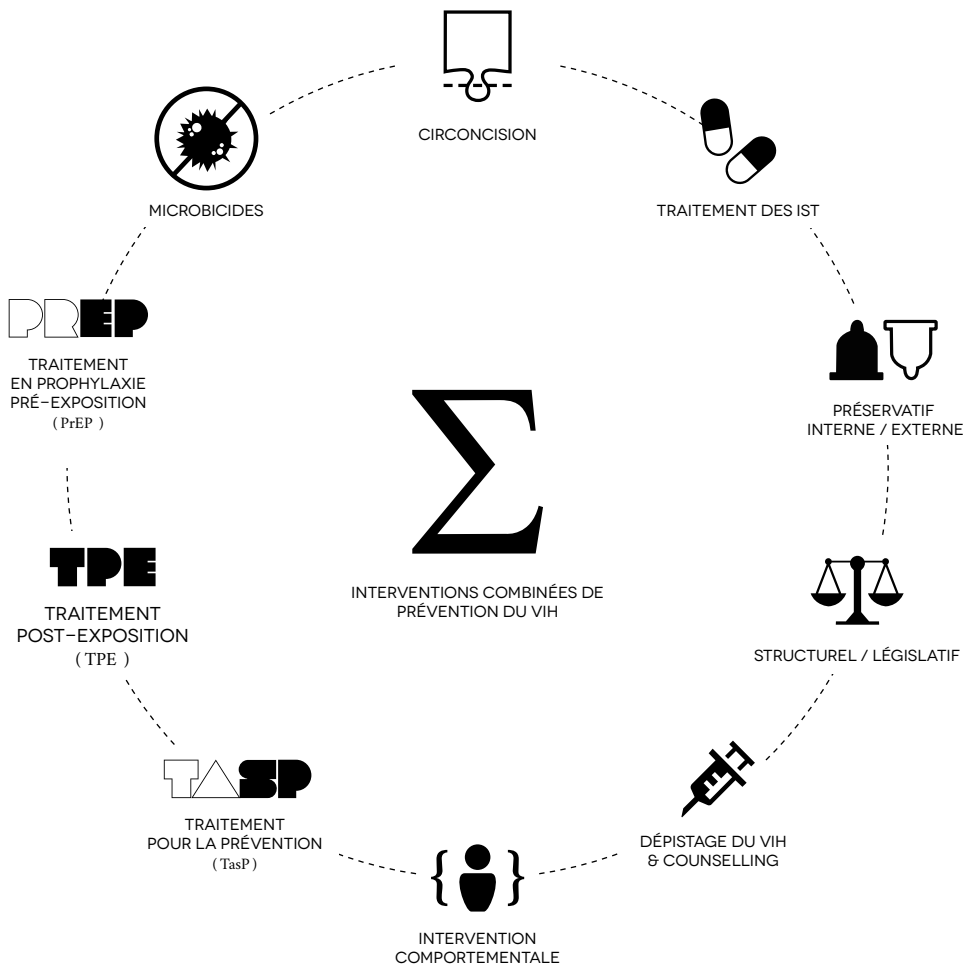 CIRCONCISION
TRAITEMENT DES IST
PRÉSERVATIF
INTERNE / EXTERNE
STRUCTUREL / LÉGISLATIF
DÉPISTAGE DU VIH
& COUNSELLING
INTERVENTION
COMPORTEMENTALE
TASP
TRAITEMENT
POUR LA PRÉVENTION
( TasP )
TPE
TRAITEMENT
POST-EXPOSITION
( TPE )
PREP
TRAITEMENT
EN PROPHYLAXIE
PRÉ-EXPOSITION
( PrEP )
MICROBICIDES
Σ
INTERVENTIONS COMBINÉES DE
PRÉVENTION DU VIH